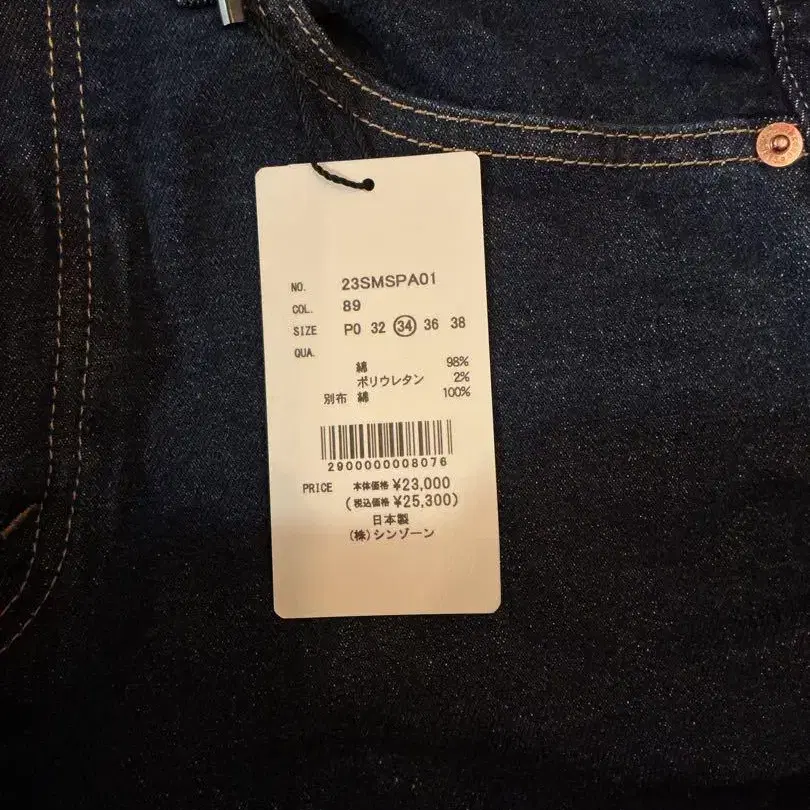 NO. 23SMSPA01
COL. 89
SIZE P0 32 34 36 38
QUA.
綿 98%
ポリウレタン 2%
別布 綿 100%
2900000008076
PRICE 本体価格 ¥23,000
(税込価格 ¥25,300)
日本製
(株)シンゾーン